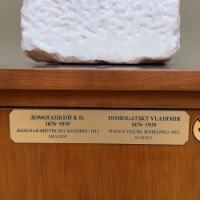 ДОМОГАЦКИЙ В.Н.
1876-1939
ЖЕНСКАЯ ФИГУРА (НА КОЛЕНЯХ). 1913
МРАМОР
DOMOGATSKY VLADIMIR
1876-1939
FEMALE FIGURE (KNEELING). 1913
MARBLE